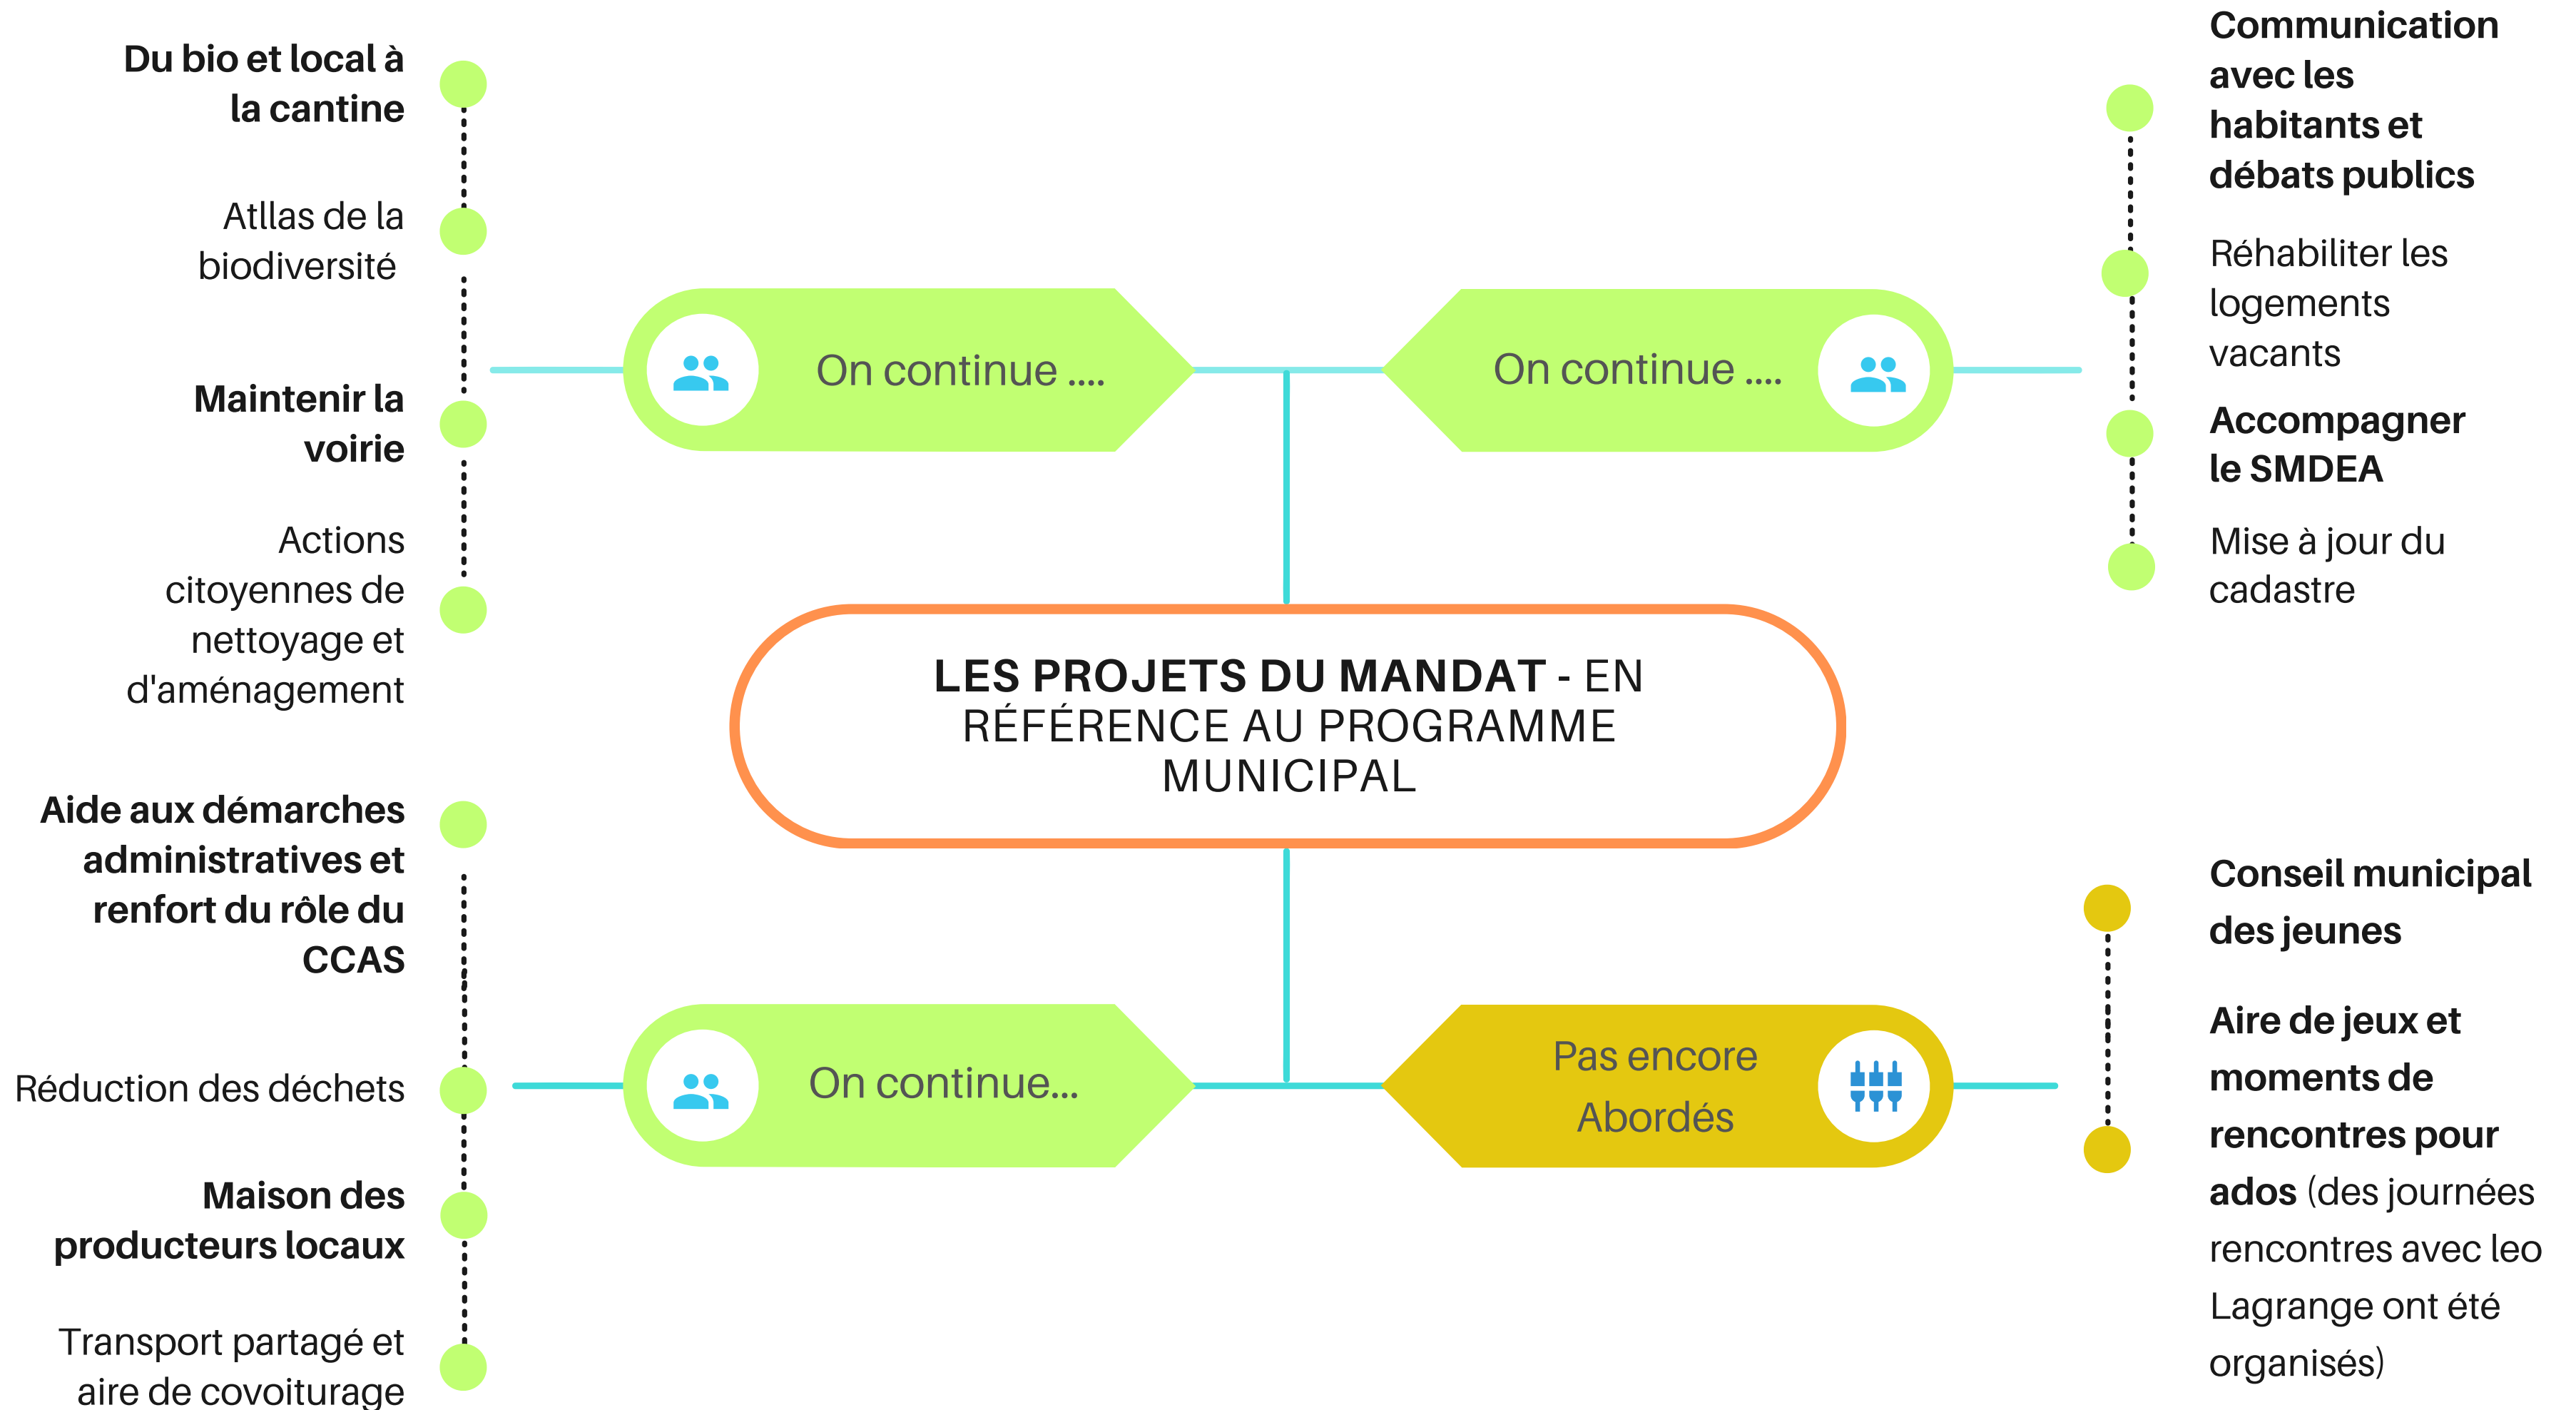 Du bio et local à
la cantine
Atllas de la
biodiversité
Maintenir la
voirie
Actions
citoyennes de
nettoyage et
d'aménagement
On continue ....
On continue ....
Communication
avec les
habitants et
débats publics
Réhabiliter les
logements
vacants
Accompagner
le SMDEA
Mise à jour du
cadastre
LES PROJETS DU MANDAT - EN
RÉFÉRENCE AU PROGRAMME
MUNICIPAL
Aide aux démarches
administratives et
renfort du rôle du
CCAS
Réduction des déchets
Maison des
producteurs locaux
Transport partagé et
aire de covoiturage
On continue...
Pas encore
Abordés
Conseil municipal
des jeunes
Aire de jeux et
moments de
rencontres pour
ados (des journées
rencontres avec leo
Lagrange ont été
organisés)